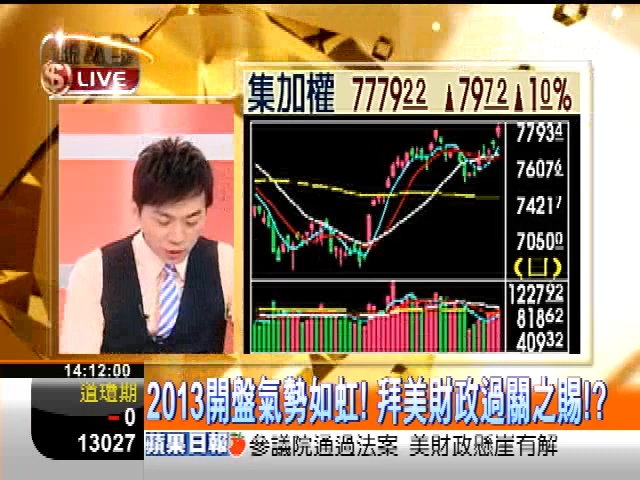 LIVE
集加權 7779.22 ▲79.72 ▲1.0%
7793.4
7607.6
7421.7
7050.0
(日)
122792
81862
40932
14:12:00
道瓊期
-0
13027
2013開盤氣勢如虹! 拜美財政過關之賜!?
蘋果日報 參議院通過法案 美財政懸崖有解